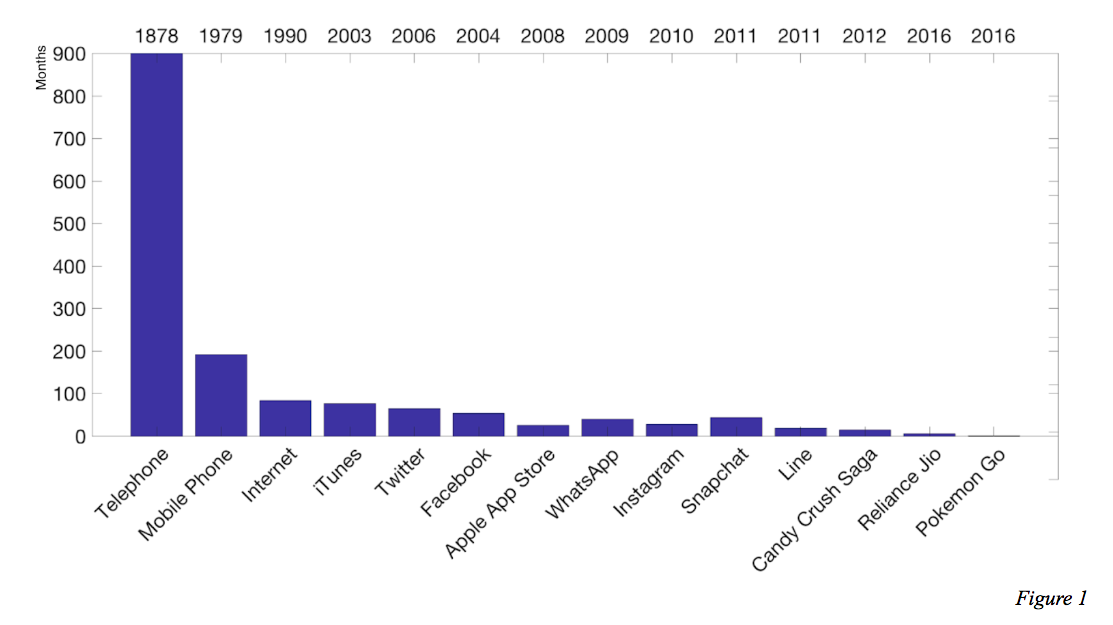 1878 1979 1990 2003 2006 2004 2008 2009 2010 2011 2011 2012 2016 2016
Months
900
800
700
600
500
400
300
200
100
0
Telephone
Mobile Phone
Internet
iTunes
Twitter
Facebook
Apple App Store
WhatsApp
Instagram
Snapchat
Line
Candy Crush Saga
Reliance Jio
Pokemon Go
Figure 1